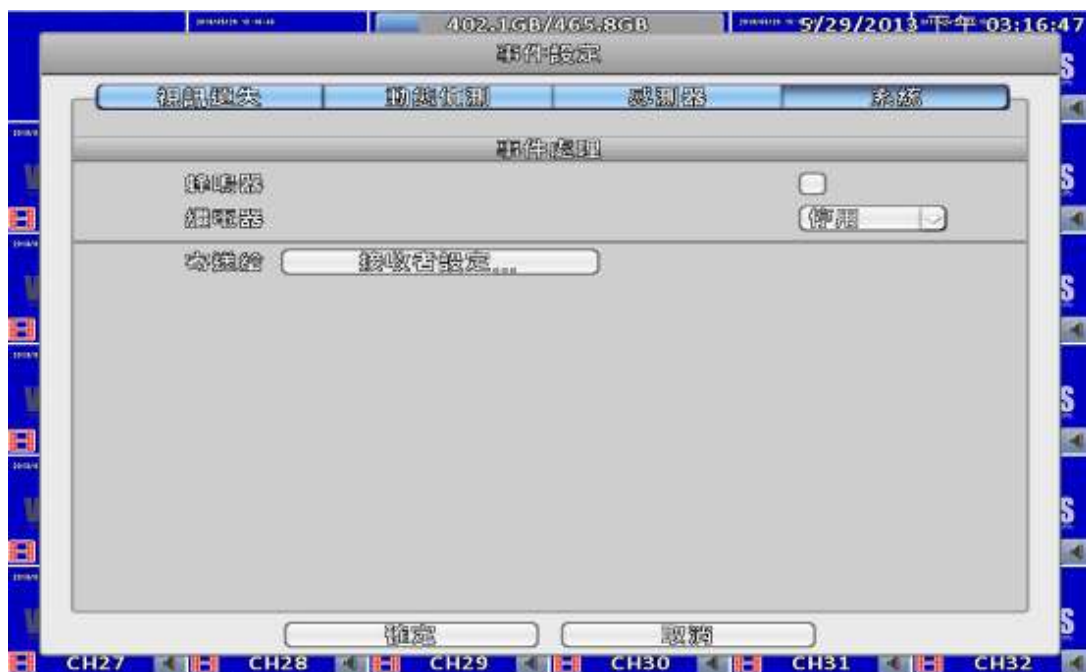 402.1GB/465.8GB 5/29/2013 下午 03:16:47
事件設定
視訊遺失 動態偵測 感測器 系統
事件處理
蜂鳴器
繼電器 停用
寄送給 接收者設定...
確定 取消
CH27 CH28 CH29 CH30 CH31 CH32